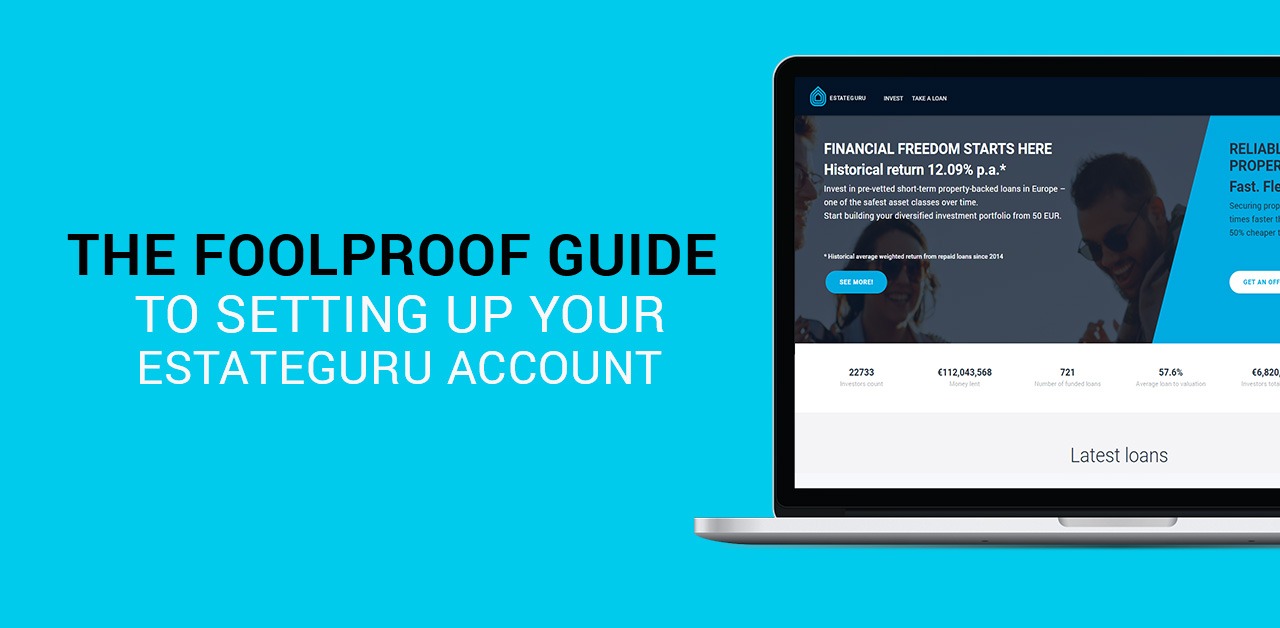 THE FOOLPROOF GUIDE
TO SETTING UP YOUR
ESTATEGURU ACCOUNT
ESTATEGURU INVEST TAKE A LOAN
FINANCIAL FREEDOM STARTS HERE
Historical return 12.09% p.a.*
Invest in pre-vetted short-term property-backed loans in Europe –
one of the safest asset classes over time.
Start building your diversified investment portfolio from 50 EUR.
* Historical average weighted return from repaid loans since 2014
SEE MORE!
RELIABL
PROPER
Fast. Fle
Securing prop
times faster th
50% cheaper t
GET AN OFF
22733 €112,043,568 721 57.6% €6,820,
Investors count Money lent Number of funded loans Average loan to valuation Investors tota
Latest loans